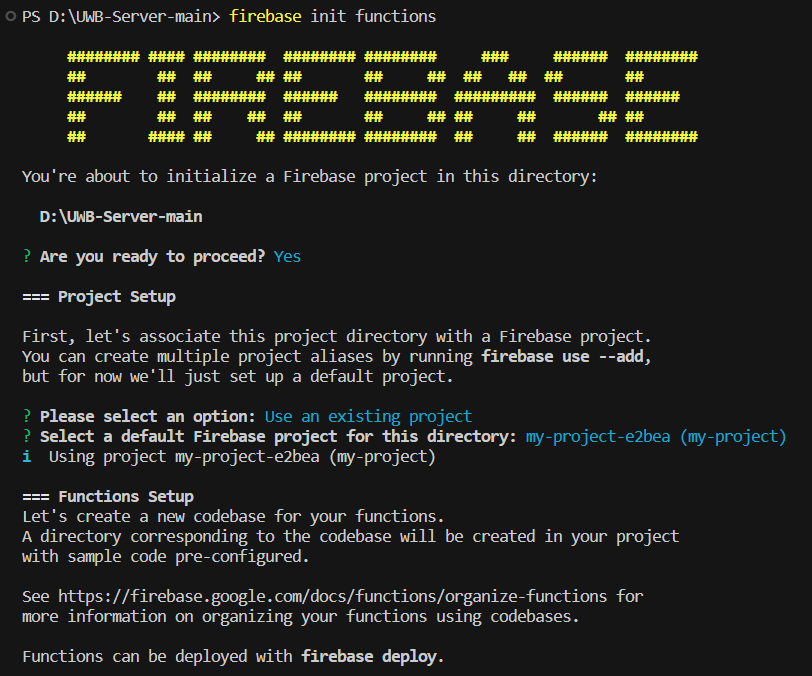 PS D:\UWB-Server-main> firebase init functions
######## #### ########  ######## ########     ###     ######  ########
##        ##  ##     ## ##       ##     ##  ##   ##  ##       ##
######    ##  ########  ######   ########  #########  ######  ######
##        ##  ##    ##  ##       ##     ## ##     ##       ## ##
##       #### ##     ## ######## ########  ##     ##  ######  ########
You're about to initialize a Firebase project in this directory:
D:\UWB-Server-main
? Are you ready to proceed? Yes
=== Project Setup
First, let's associate this project directory with a Firebase project.
You can create multiple project aliases by running firebase use --add,
but for now we'll just set up a default project.
? Please select an option: Use an existing project
? Select a default Firebase project for this directory: my-project-e2bea (my-project)
i  Using project my-project-e2bea (my-project)
=== Functions Setup
Let's create a new codebase for your functions.
A directory corresponding to the codebase will be created in your project
with sample code pre-configured.
See https://firebase.google.com/docs/functions/organize-functions for
more information on organizing your functions using codebases.
Functions can be deployed with firebase deploy.